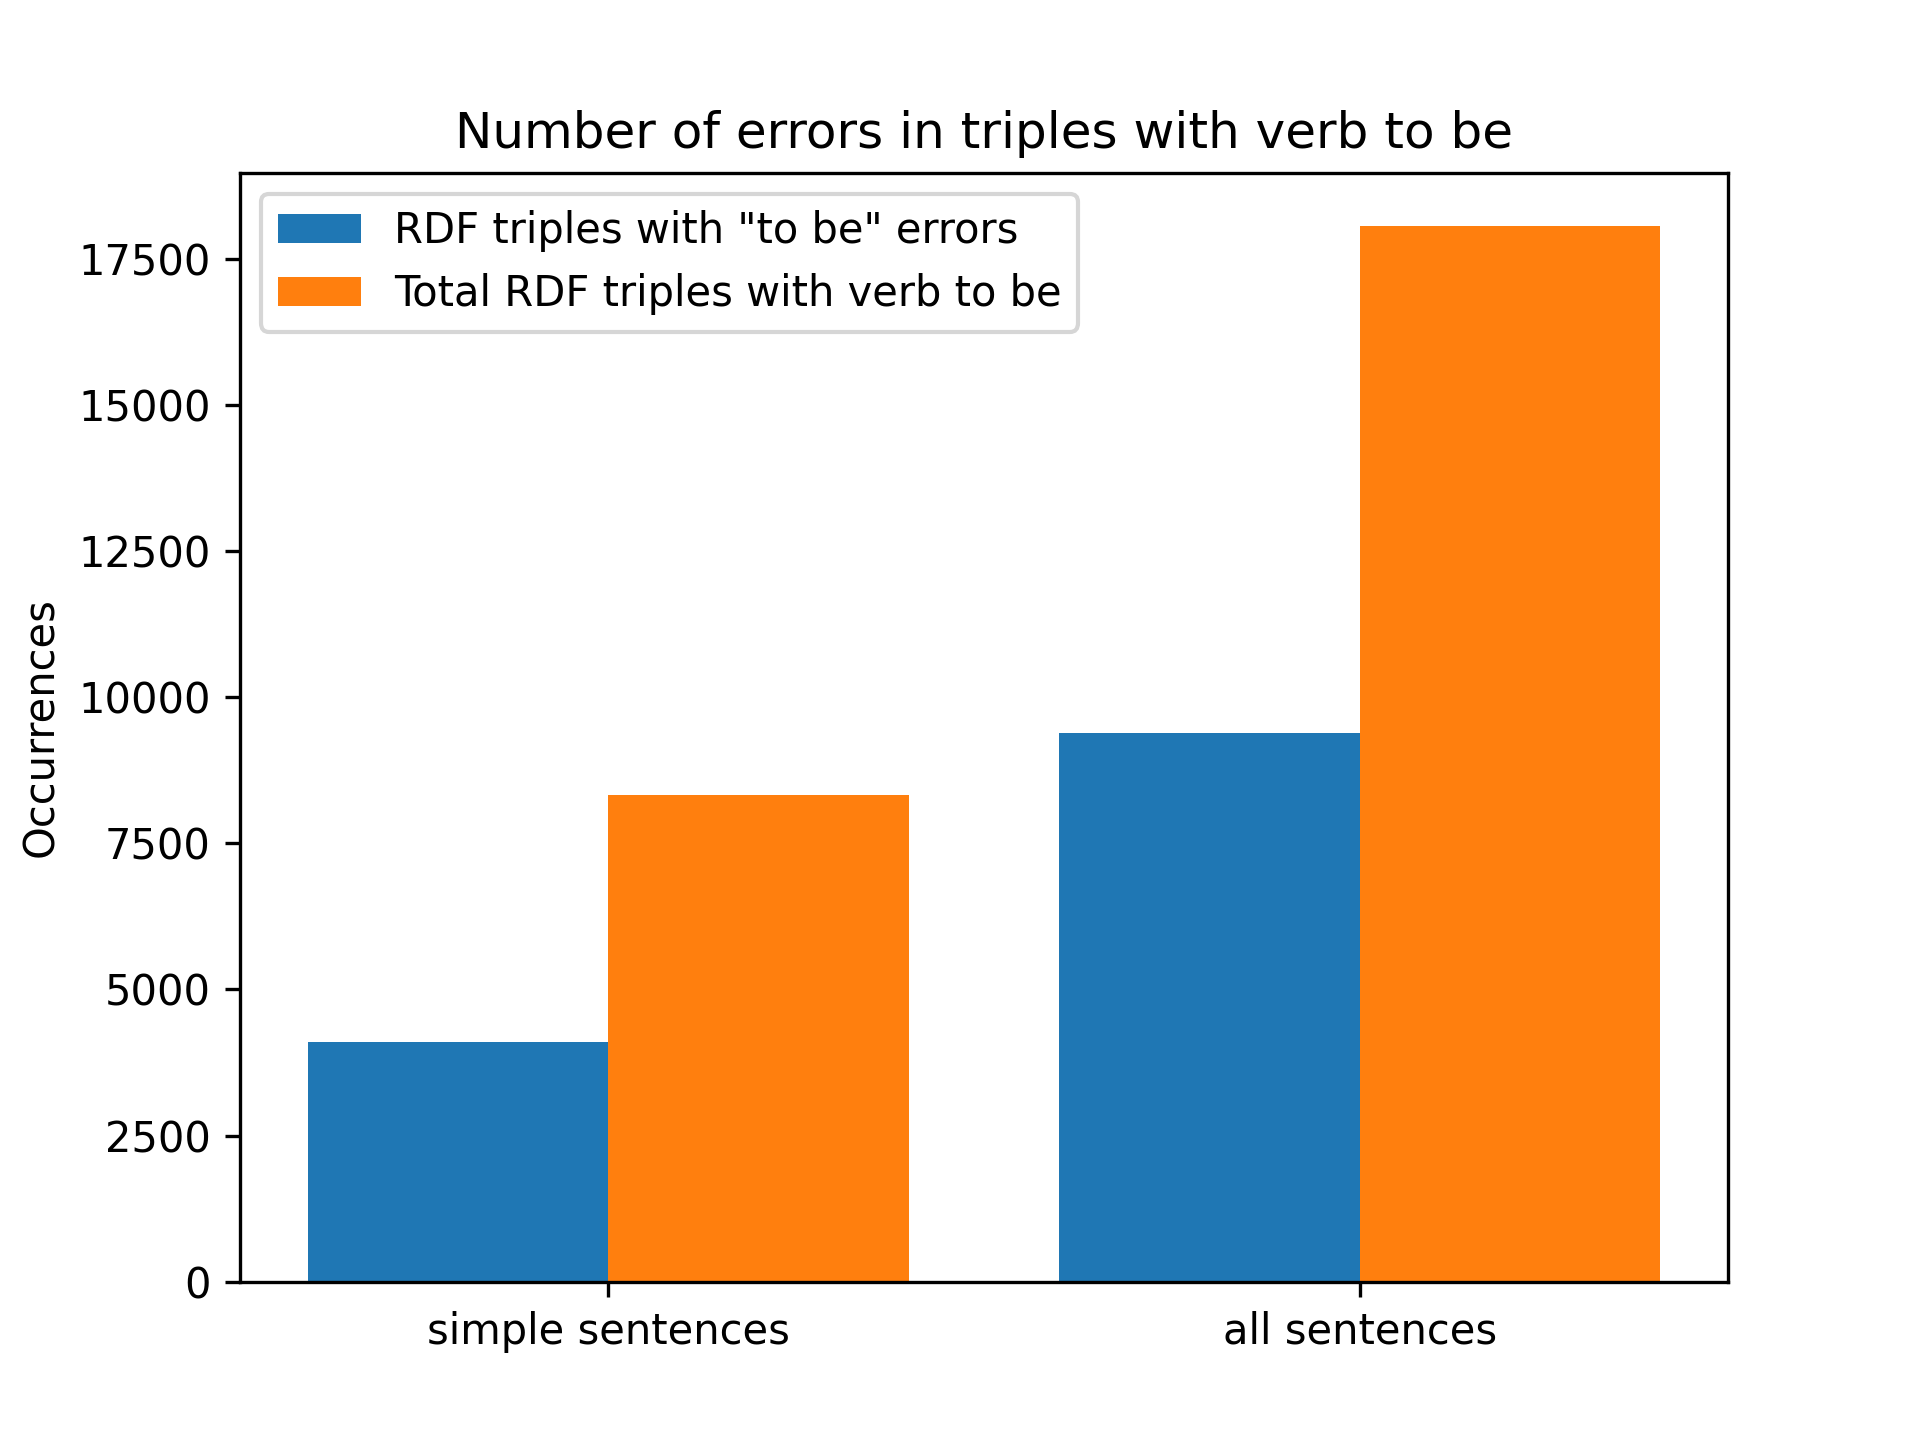 Number of errors in triples with verb to be
RDF triples with "to be" errors
Total RDF triples with verb to be
Occurrences
17500
15000
12500
10000
7500
5000
2500
0
simple sentences
all sentences